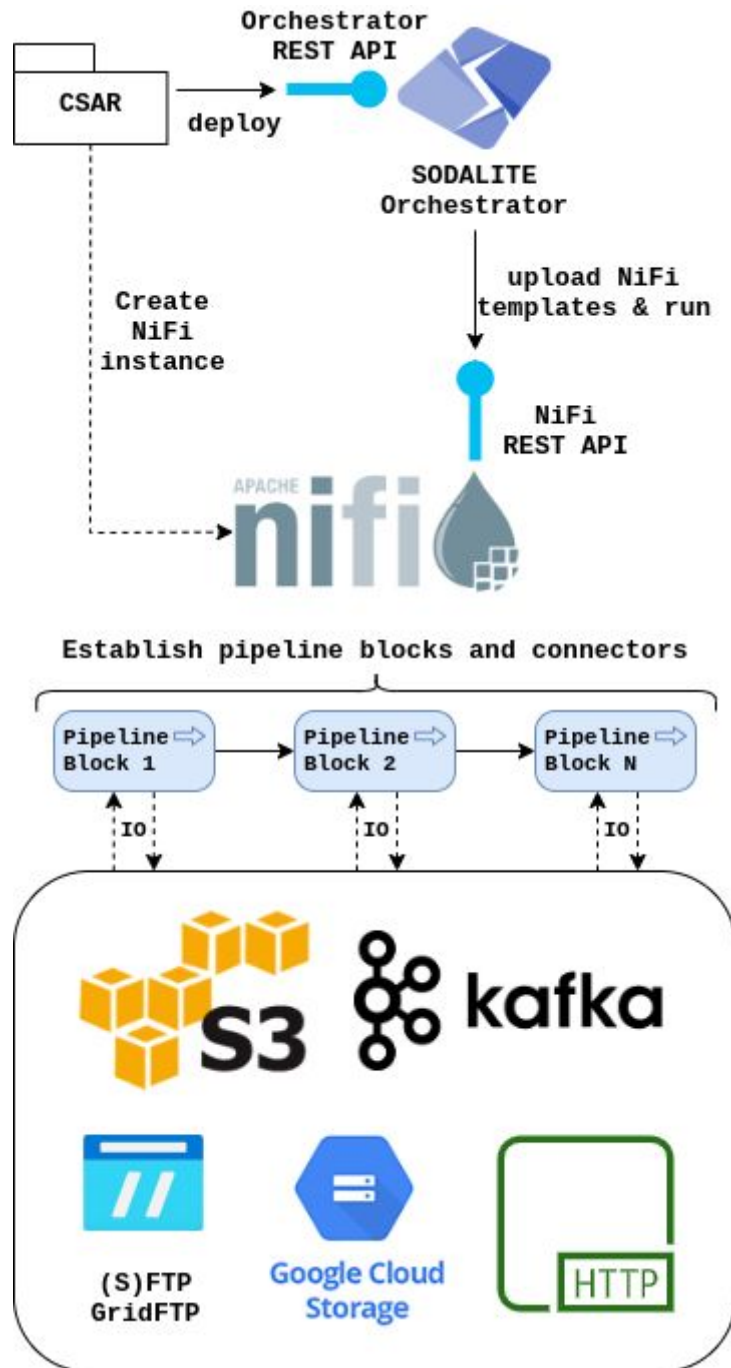 Orchestrator
REST API
CSAR
deploy
SODALITE
Orchestrator
Create
NiFi
instance
upload NiFi
templates & run
NiFi
REST API
APACHE
nifi
Establish pipeline blocks and connectors
Pipeline
Block 1
Pipeline
Block 2
Pipeline
Block N
IO
IO
IO
S3
kafka
(S)FTP
GridFTP
Google Cloud
Storage
HTTP